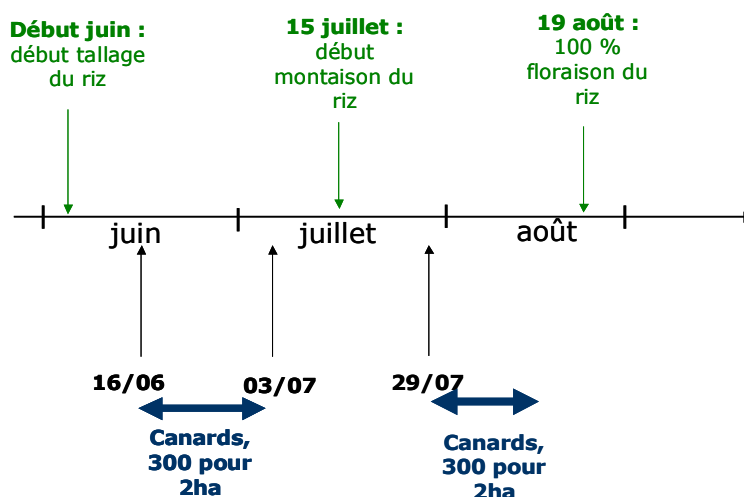 Début juin :
début tallage
du riz
15 juillet :
début
montaison du
riz
19 août :
100 %
floraison du
riz
juin
juillet
août
16/06
03/07
29/07
Canards,
300 pour
2ha
Canards,
300 pour
2ha